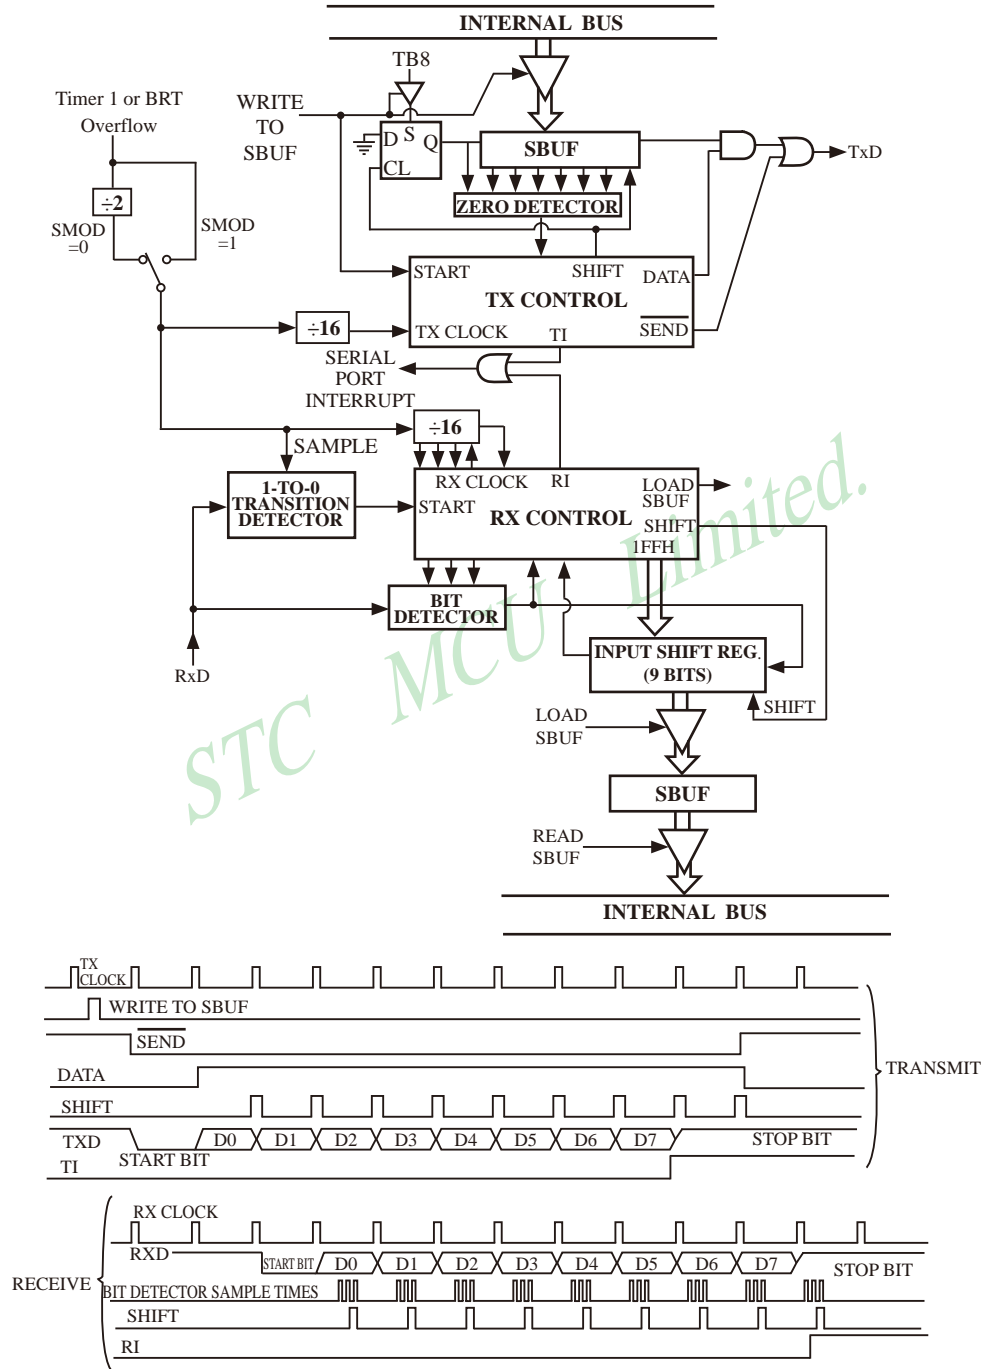 INTERNAL BUS
TB8
Timer 1 or BRT
Overflow
WRITE
TO
SBUF
D S Q
CL
SBUF
TxD
÷2
ZERO DETECTOR
SMOD
=0
SMOD
=1
START
SHIFT
DATA
TX CONTROL
÷16
TX CLOCK
TI
SEND
SERIAL
PORT
INTERRUPT
÷16
SAMPLE
RX CLOCK
RI
LOAD
SBUF
1-TO-0
TRANSITION
DETECTOR
START
RX CONTROL
SHIFT
1FFH
BIT
DETECTOR
RxD
INPUT SHIFT REG.
(9 BITS)
SHIFT
LOAD
SBUF
SBUF
READ
SBUF
INTERNAL BUS
STC MCU Limited.
TX
CLOCK
WRITE TO SBUF
SEND
DATA
TRANSMIT
SHIFT
TXD
START BIT
D0 D1 D2 D3 D4 D5 D6 D7
STOP BIT
TI
RX CLOCK
RXD
START BIT D0 D1 D2 D3 D4 D5 D6 D7
STOP BIT
RECEIVE
BIT DETECTOR SAMPLE TIMES
SHIFT
RI